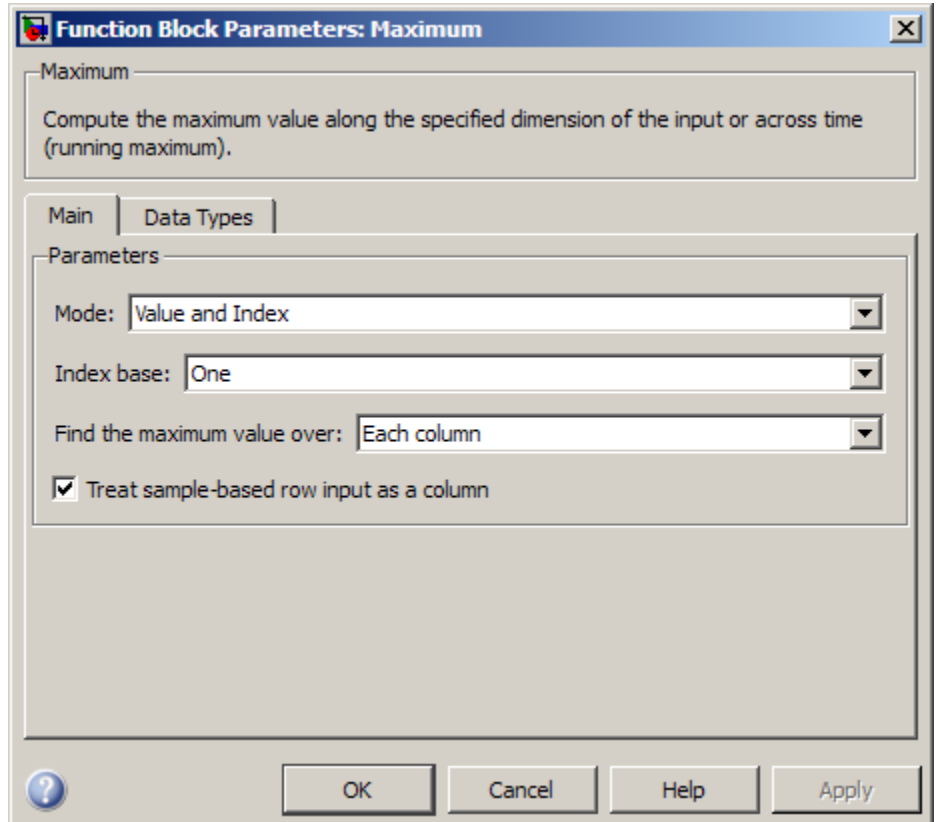 Function Block Parameters: Maximum
Maximum
Compute the maximum value along the specified dimension of the input or across time
(running maximum).
Main Data Types
Parameters
Mode: Value and Index
Index base: One
Find the maximum value over: Each column
Treat sample-based row input as a column
? OK Cancel Help Apply